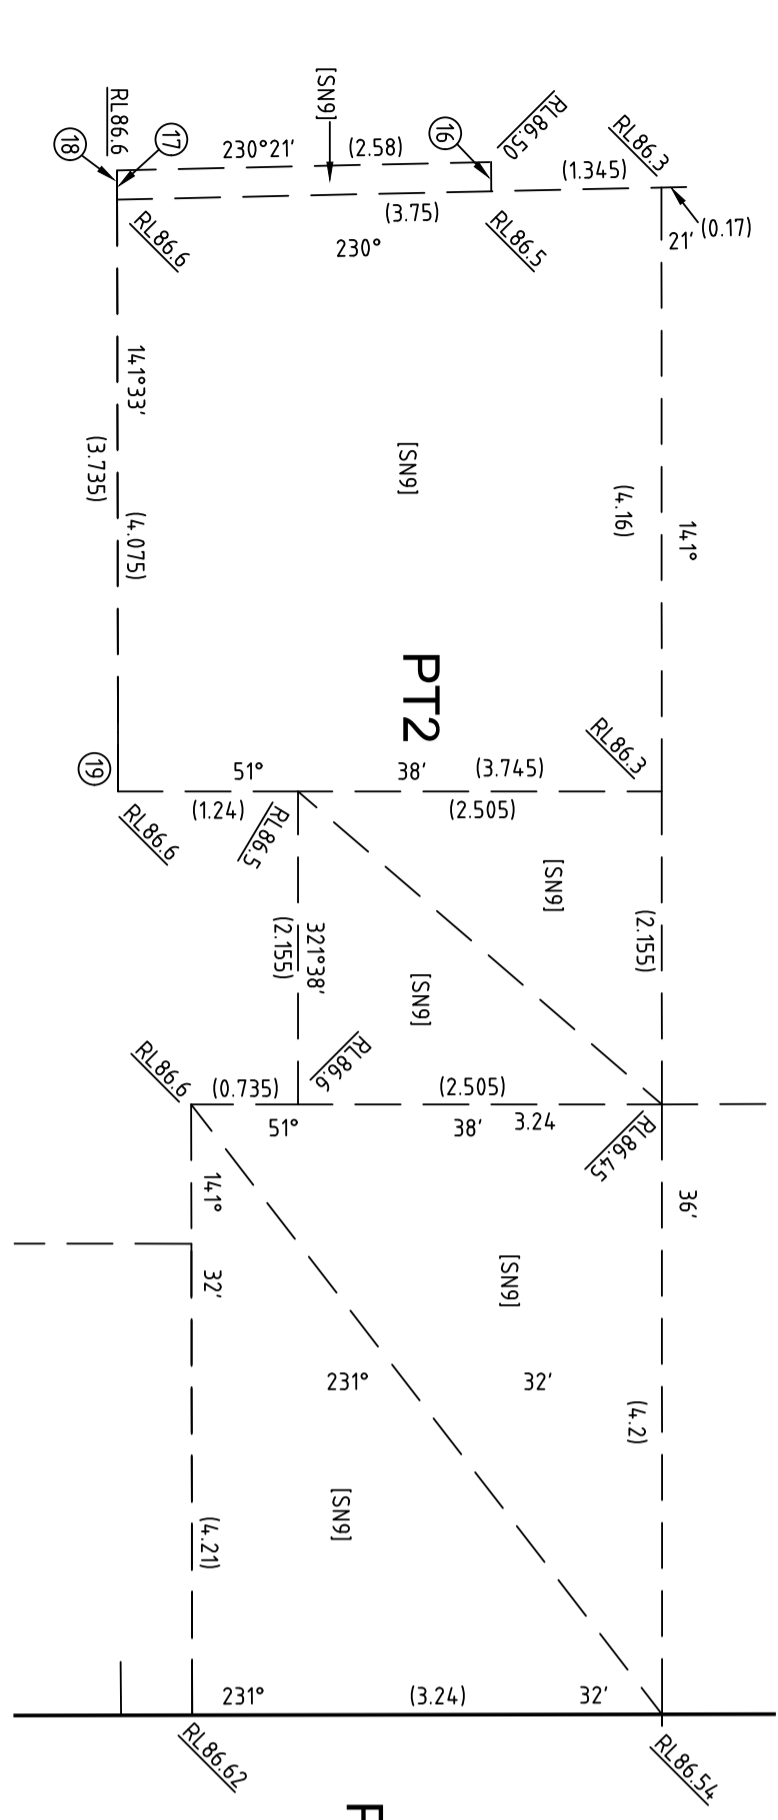 RL86.6
18
17
230°21'
(2.58)
[SN9]
16
RL86.50
RL86.3
(1.345)
(0.17)
21'
(3.75)
RL86.6
230°
RL86.5
141°33'
(3.735)
(4.075)
[SN9]
(4.16)
141°
PT2
RL86.3
19
51°
38'
(3.745)
(1.24)
(2.505)
RL86.6
RL86.5
[SN9]
321°38'
(2.155)
(2.155)
[SN9]
RL86.6
RL86.6
(0.735)
(2.505)
51°
38'
3.24
RL86.45
141°
36'
32'
[SN9]
231°
32'
(4.2)
[SN9]
(4.21)
231°
(3.24)
32'
RL86.62
RL86.54